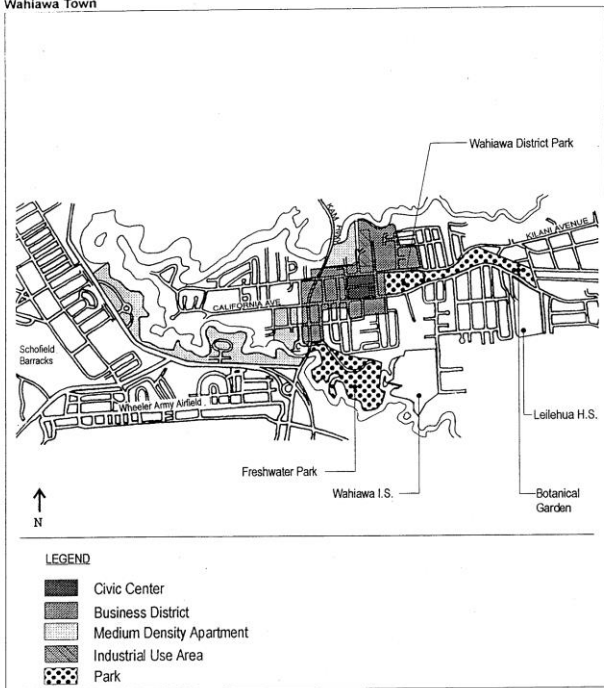 Wahiawa Town
Wahiawa District Park
KILANI AVENUE
CALIFORNIA AVE
Schofield
Barracks
Wheeler Army Airfield
Leilehua H.S.
Freshwater Park
Wahiawa I.S.
Botanical
Garden
N
LEGEND
Civic Center
Business District
Medium Density Apartment
Industrial Use Area
Park